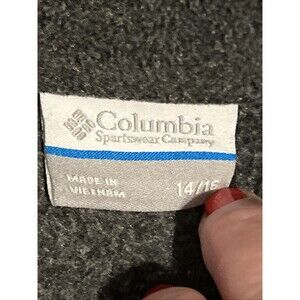 Columbia
Sportswear Company
MADE IN
VIETNAM
14/16